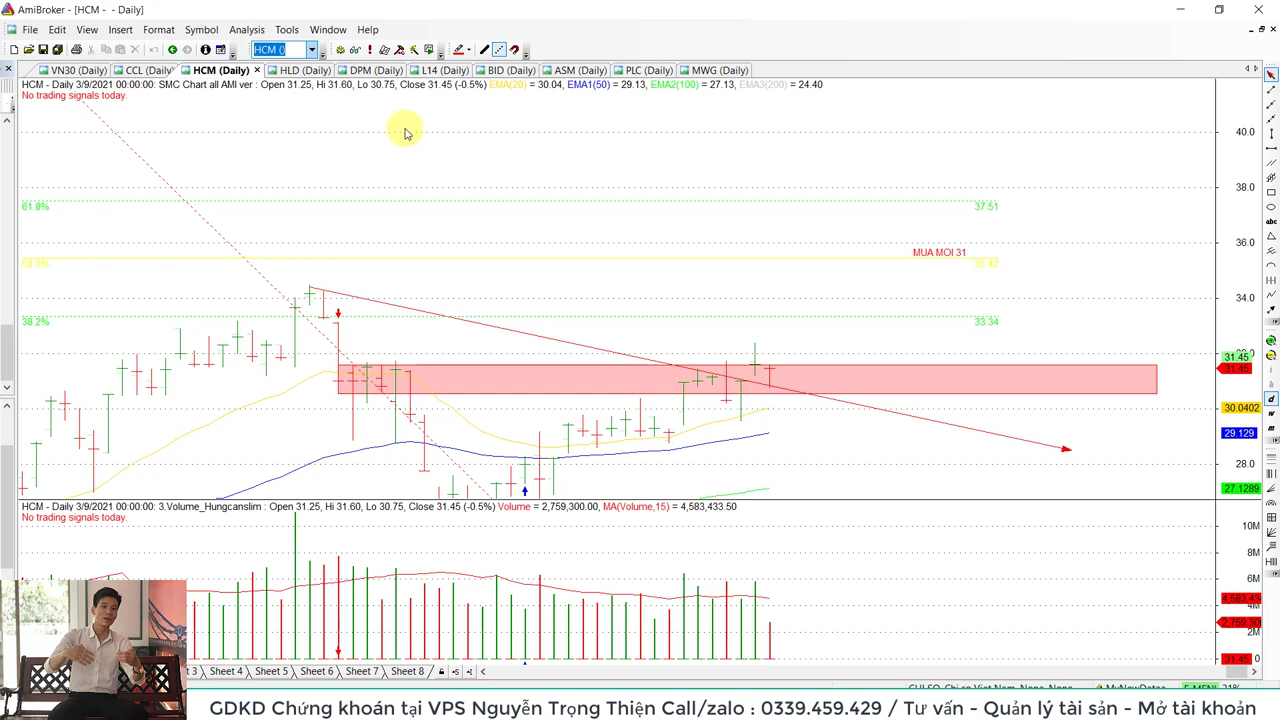 AmiBroker - [HCM - - Daily]
File Edit View Insert Format Symbol Analysis Tools Window Help
HCM ()
VN30 (Daily) CCL (Daily) HCM (Daily) HLD (Daily) DPM (Daily) L14 (Daily) BID (Daily) ASM (Daily) PLC (Daily) MWG (Daily)
HCM - Daily 3/9/2021 00:00:00: SMC Chart all AMI ver : Open 31.25, Hi 31.60, Lo 30.75, Close 31.45 (-0.5%) EMA(20) = 30.04, EMA1(50) = 29.13, EMA2(100) = 27.13, EMA3(200) = 24.40
No trading signals today.
40.0
38.0
61.8% 37.51
36.0
MUA MOI 31
50.0% 35.42
34.0
38.2% 33.34
31.45
31.45
30.0402
29.129
28.0
27.1289
HCM - Daily 3/9/2021 00:00:00: 3.Volume_Hungcanslim : Open 31.25, Hi 31.60, Lo 30.75, Close 31.45 (-0.5%) Volume = 2,759,300.00, MA(Volume,15) = 4,583,433.50
No trading signals today.
10M
8M
6M
4,583,43
2,759,30
2M
31.45 0
3 Sheet 4 Sheet 5 Sheet 6 Sheet 7 Sheet 8
GDKD Chứng khoán tại VPS Nguyễn Trọng Thiện Call/zalo : 0339.459.429 / Tư vấn - Quản lý tài sản - Mở tài khoản